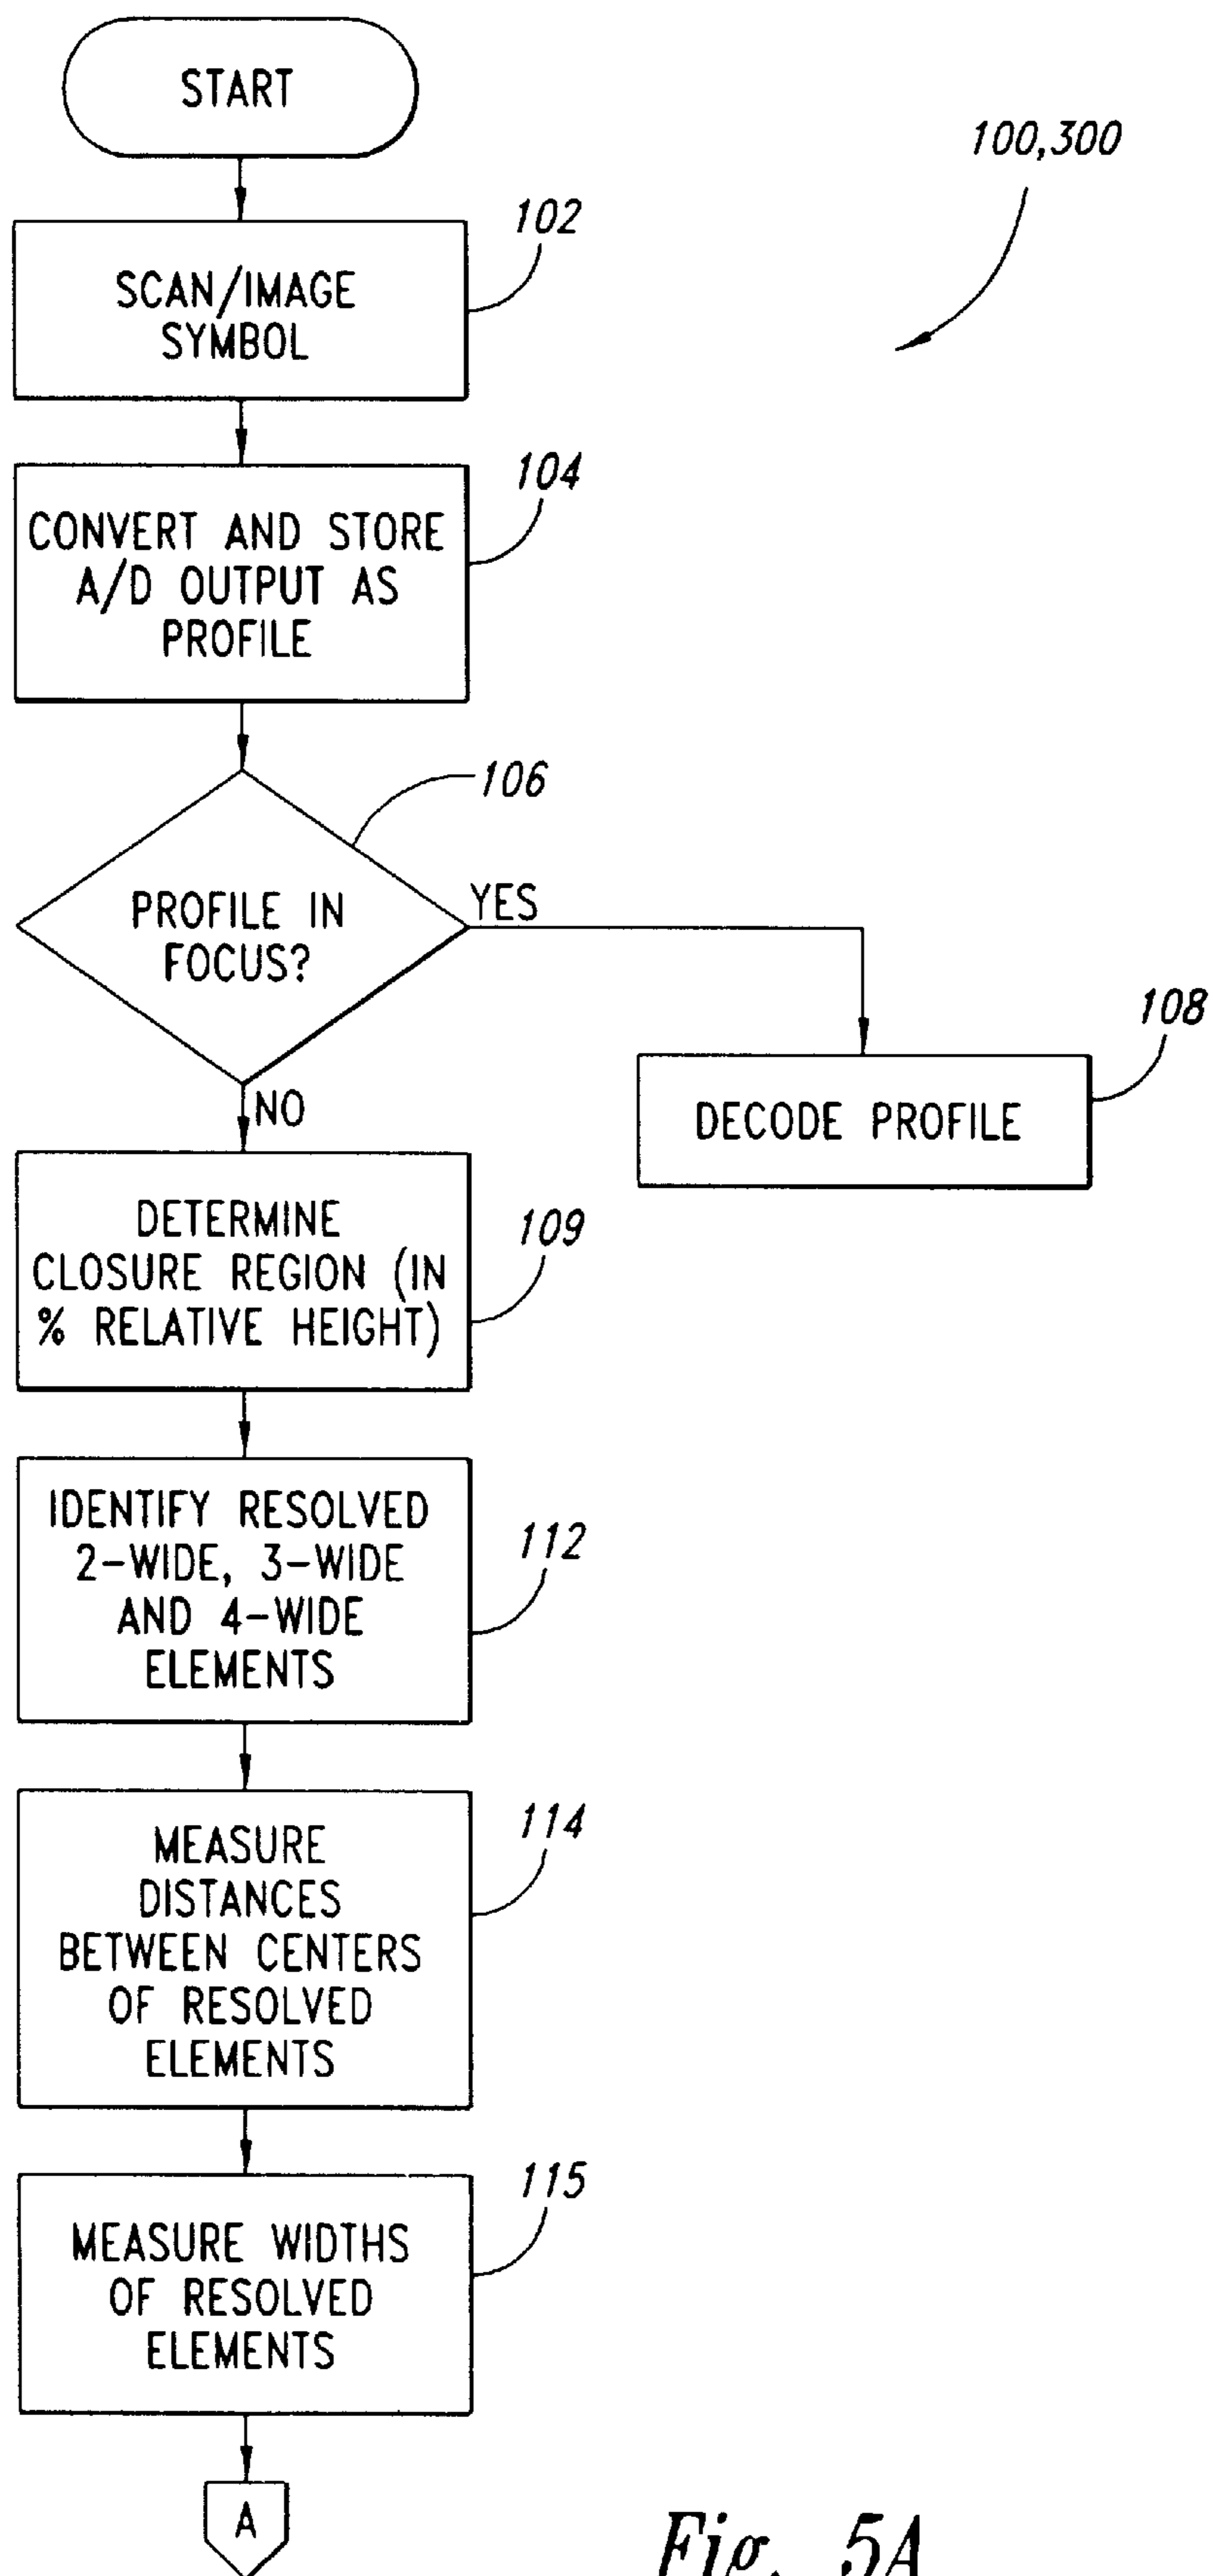 START
100,300
102
SCAN/IMAGE
SYMBOL
104
CONVERT AND STORE
A/D OUTPUT AS
PROFILE
106
PROFILE IN
FOCUS?
YES
108
DECODE PROFILE
NO
109
DETERMINE
CLOSURE REGION (IN
% RELATIVE HEIGHT)
112
IDENTIFY RESOLVED
2-WIDE, 3-WIDE
AND 4-WIDE
ELEMENTS
114
MEASURE
DISTANCES
BETWEEN CENTERS
OF RESOLVED
ELEMENTS
115
MEASURE WIDTHS
OF RESOLVED
ELEMENTS
A
Fig. 5A